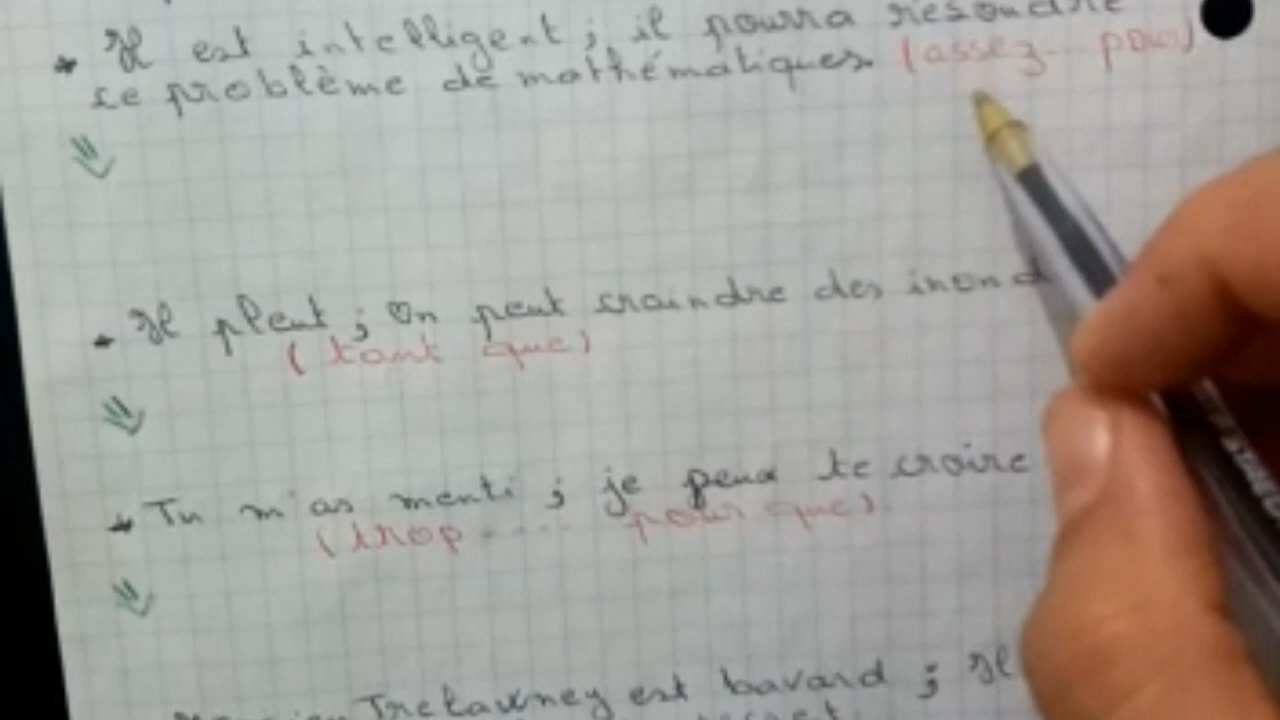 Il est intelligent ; il pourra résoudre
ce problème de mathématiques. (assez... pour)
Il pleut ; On peut craindre des inond
(tant que)
Tu m'as menti ; je peux te croire
(trop ..... pour que)
Trelawney est bavard ; Il
secret.